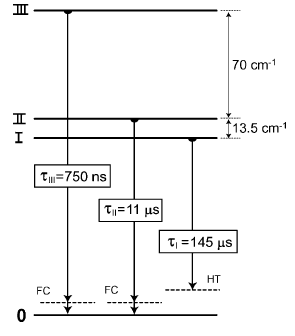 III
70 cm⁻¹
II
13.5 cm⁻¹
I
τIII=750 ns
τII=11 μs
τI=145 μs
HT
FC
FC
0